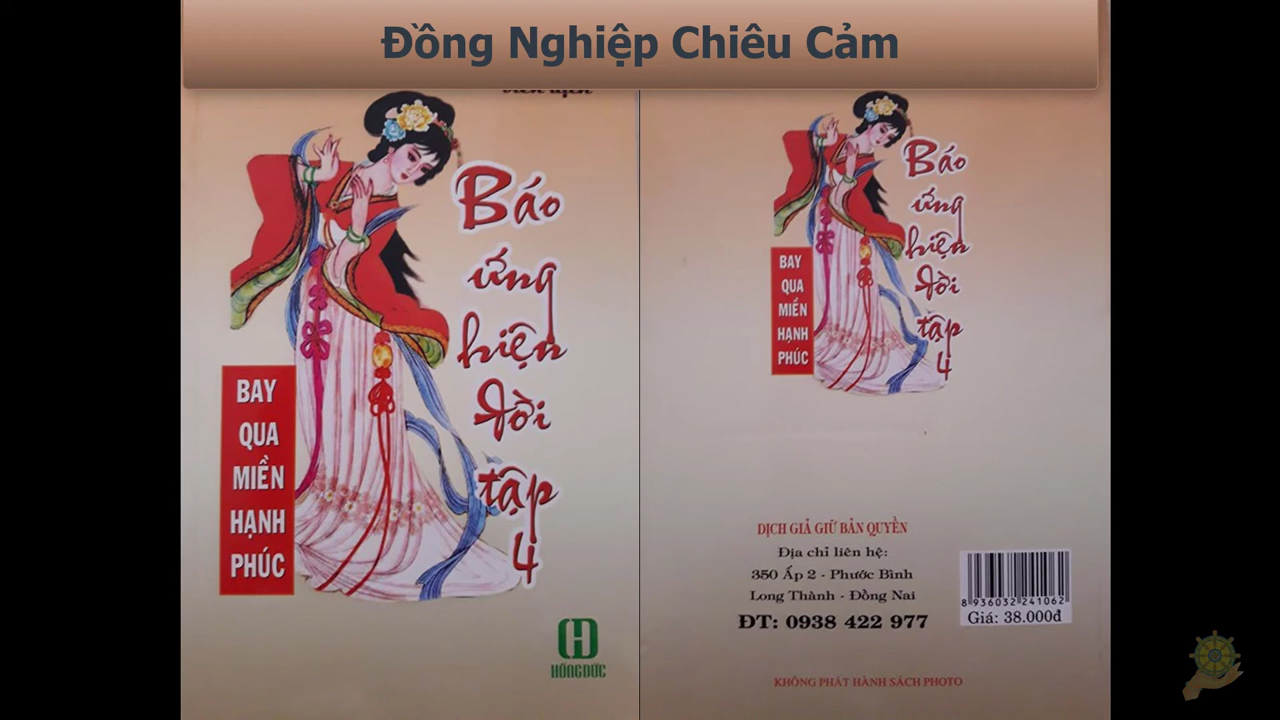 Đồng Nghiệp Chiêu Cảm
Báo
ứng
hiện
đời
tập
4
BAY
QUA
MIỀN
HẠNH
PHÚC
HỒNG ĐỨC
Báo
ứng
hiện
đời
tập
4
BAY
QUA
MIỀN
HẠNH
PHÚC
DỊCH GIẢ GIỮ BẢN QUYỀN
Địa chỉ liên hệ:
350 Ấp 2 - Phước Bình
Long Thành - Đồng Nai
ĐT: 0938 422 977
8 936032 241062
Giá: 38.000đ
KHÔNG PHÁT HÀNH SÁCH PHOTO